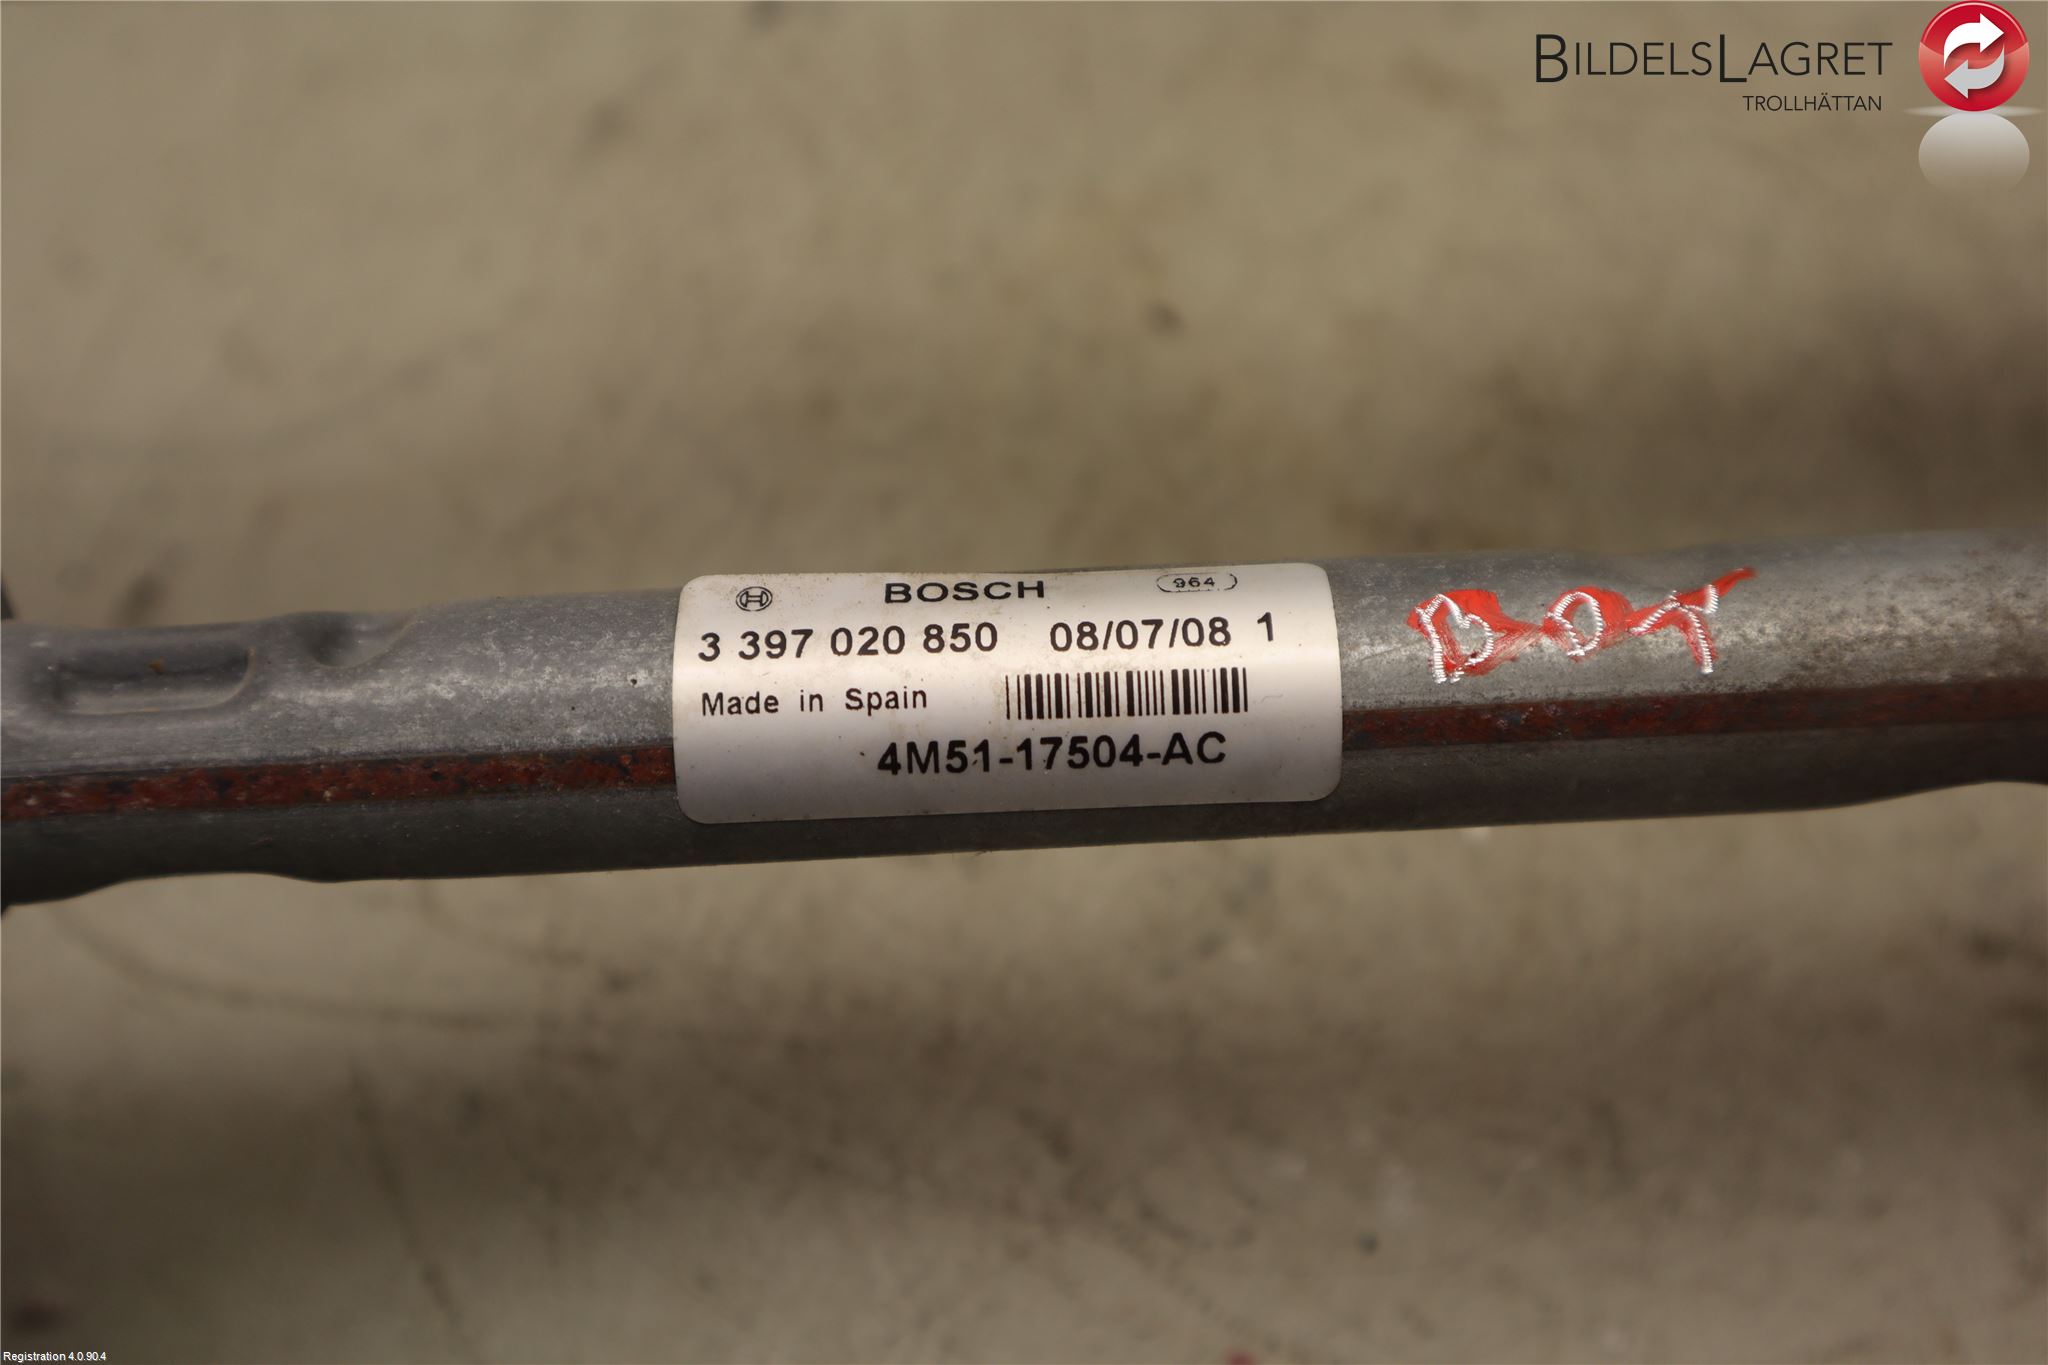 BILDELSLAGRET
TROLLHÄTTAN
BOSCH 964
3 397 020 850 08/07/08 1
Made in Spain
4M51-17504-AC
Registration 4.0.90.4